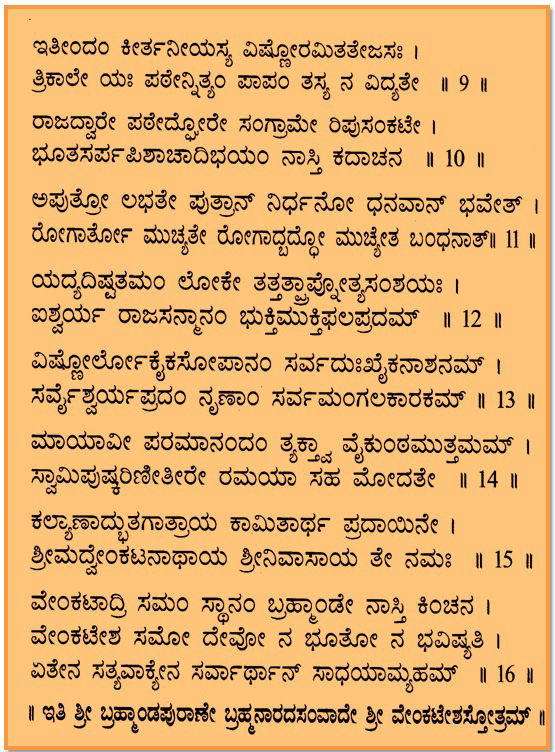 ಇತೀಂದಂ ಕೀರ್ತನೀಯಸ್ಯ ವಿಷ್ಣೋರಮಿತತೇಜಸಃ ।
ತ್ರಿಕಾಲೇ ಯಃ ಪಠೇನ್ನಿತ್ಯಂ ಪಾಪಂ ತಸ್ಯ ನ ವಿದ್ಯತೇ ॥ 9 ॥
ರಾಜದ್ವಾರೇ ಪಠೇದ್ಘೋರೇ ಸಂಗ್ರಾಮೇ ರಿಪುಸಂಕಟೇ ।
ಭೂತಸರ್ಪಪಿಶಾಚಾದಿಭಯಂ ನಾಸ್ತಿ ಕದಾಚನ ॥ 10 ॥
ಅಪುತ್ರೋ ಲಭತೇ ಪುತ್ರಾನ್ ನಿರ್ಧನೋ ಧನವಾನ್ ಭವೇತ್ ।
ರೋಗಾರ್ತೋ ಮುಚ್ಯತೇ ರೋಗಾದ್ಬದ್ಧೋ ಮುಚ್ಯೇತ ಬಂಧನಾತ್॥ 11 ॥
ಯದ್ಯದಿಷ್ಟತಮಂ ಲೋಕೇ ತತ್ತತ್ಪ್ರಾಪ್ನೋತ್ಯಸಂಶಯಃ ।
ಐಶ್ವರ್ಯ ರಾಜಸನ್ಮಾನಂ ಭುಕ್ತಿಮುಕ್ತಿಫಲಪ್ರದಮ್ ॥ 12 ॥
ವಿಷ್ಣೋರ್ಲೋಕೈಕಸೋಪಾನಂ ಸರ್ವದುಃಖೈಕನಾಶನಮ್ ।
ಸರ್ವೈಶ್ವರ್ಯಪ್ರದಂ ನೃಣಾಂ ಸರ್ವಮಂಗಲಕಾರಕಮ್ ॥ 13 ॥
ಮಾಯಾವೀ ಪರಮಾನಂದಂ ತ್ಯಕ್ತ್ವಾ ವೈಕುಂಠಮುತ್ತಮಮ್ ।
ಸ್ವಾಮಿಪುಷ್ಕರಿಣೀತೀರೇ ರಮಯಾ ಸಹ ಮೋದತೇ ॥ 14 ॥
ಕಲ್ಯಾಣಾದ್ಭುತಗಾತ್ರಾಯ ಕಾಮಿತಾರ್ಥ ಪ್ರದಾಯಿನೇ ।
ಶ್ರೀಮದ್ವೇಂಕಟನಾಥಾಯ ಶ್ರೀನಿವಾಸಾಯ ತೇ ನಮಃ ॥ 15 ॥
ವೇಂಕಟಾದ್ರಿ ಸಮಂ ಸ್ಥಾನಂ ಬ್ರಹ್ಮಾಂಡೇ ನಾಸ್ತಿ ಕಿಂಚನ ।
ವೇಂಕಟೇಶ ಸಮೋ ದೇವೋ ನ ಭೂತೋ ನ ಭವಿಷ್ಯತಿ ।
ಏತೇನ ಸತ್ಯವಾಕ್ಯೇನ ಸರ್ವಾರ್ಥಾನ್ ಸಾಧಯಾಮ್ಯಹಮ್ ॥ 16 ॥
॥ ಇತಿ ಶ್ರೀ ಬ್ರಹ್ಮಾಂಡಪುರಾಣೇ ಬ್ರಹ್ಮನಾರದಸಂವಾದೇ ಶ್ರೀ ವೇಂಕಟೇಶಸ್ತೋತ್ರಮ್ ॥